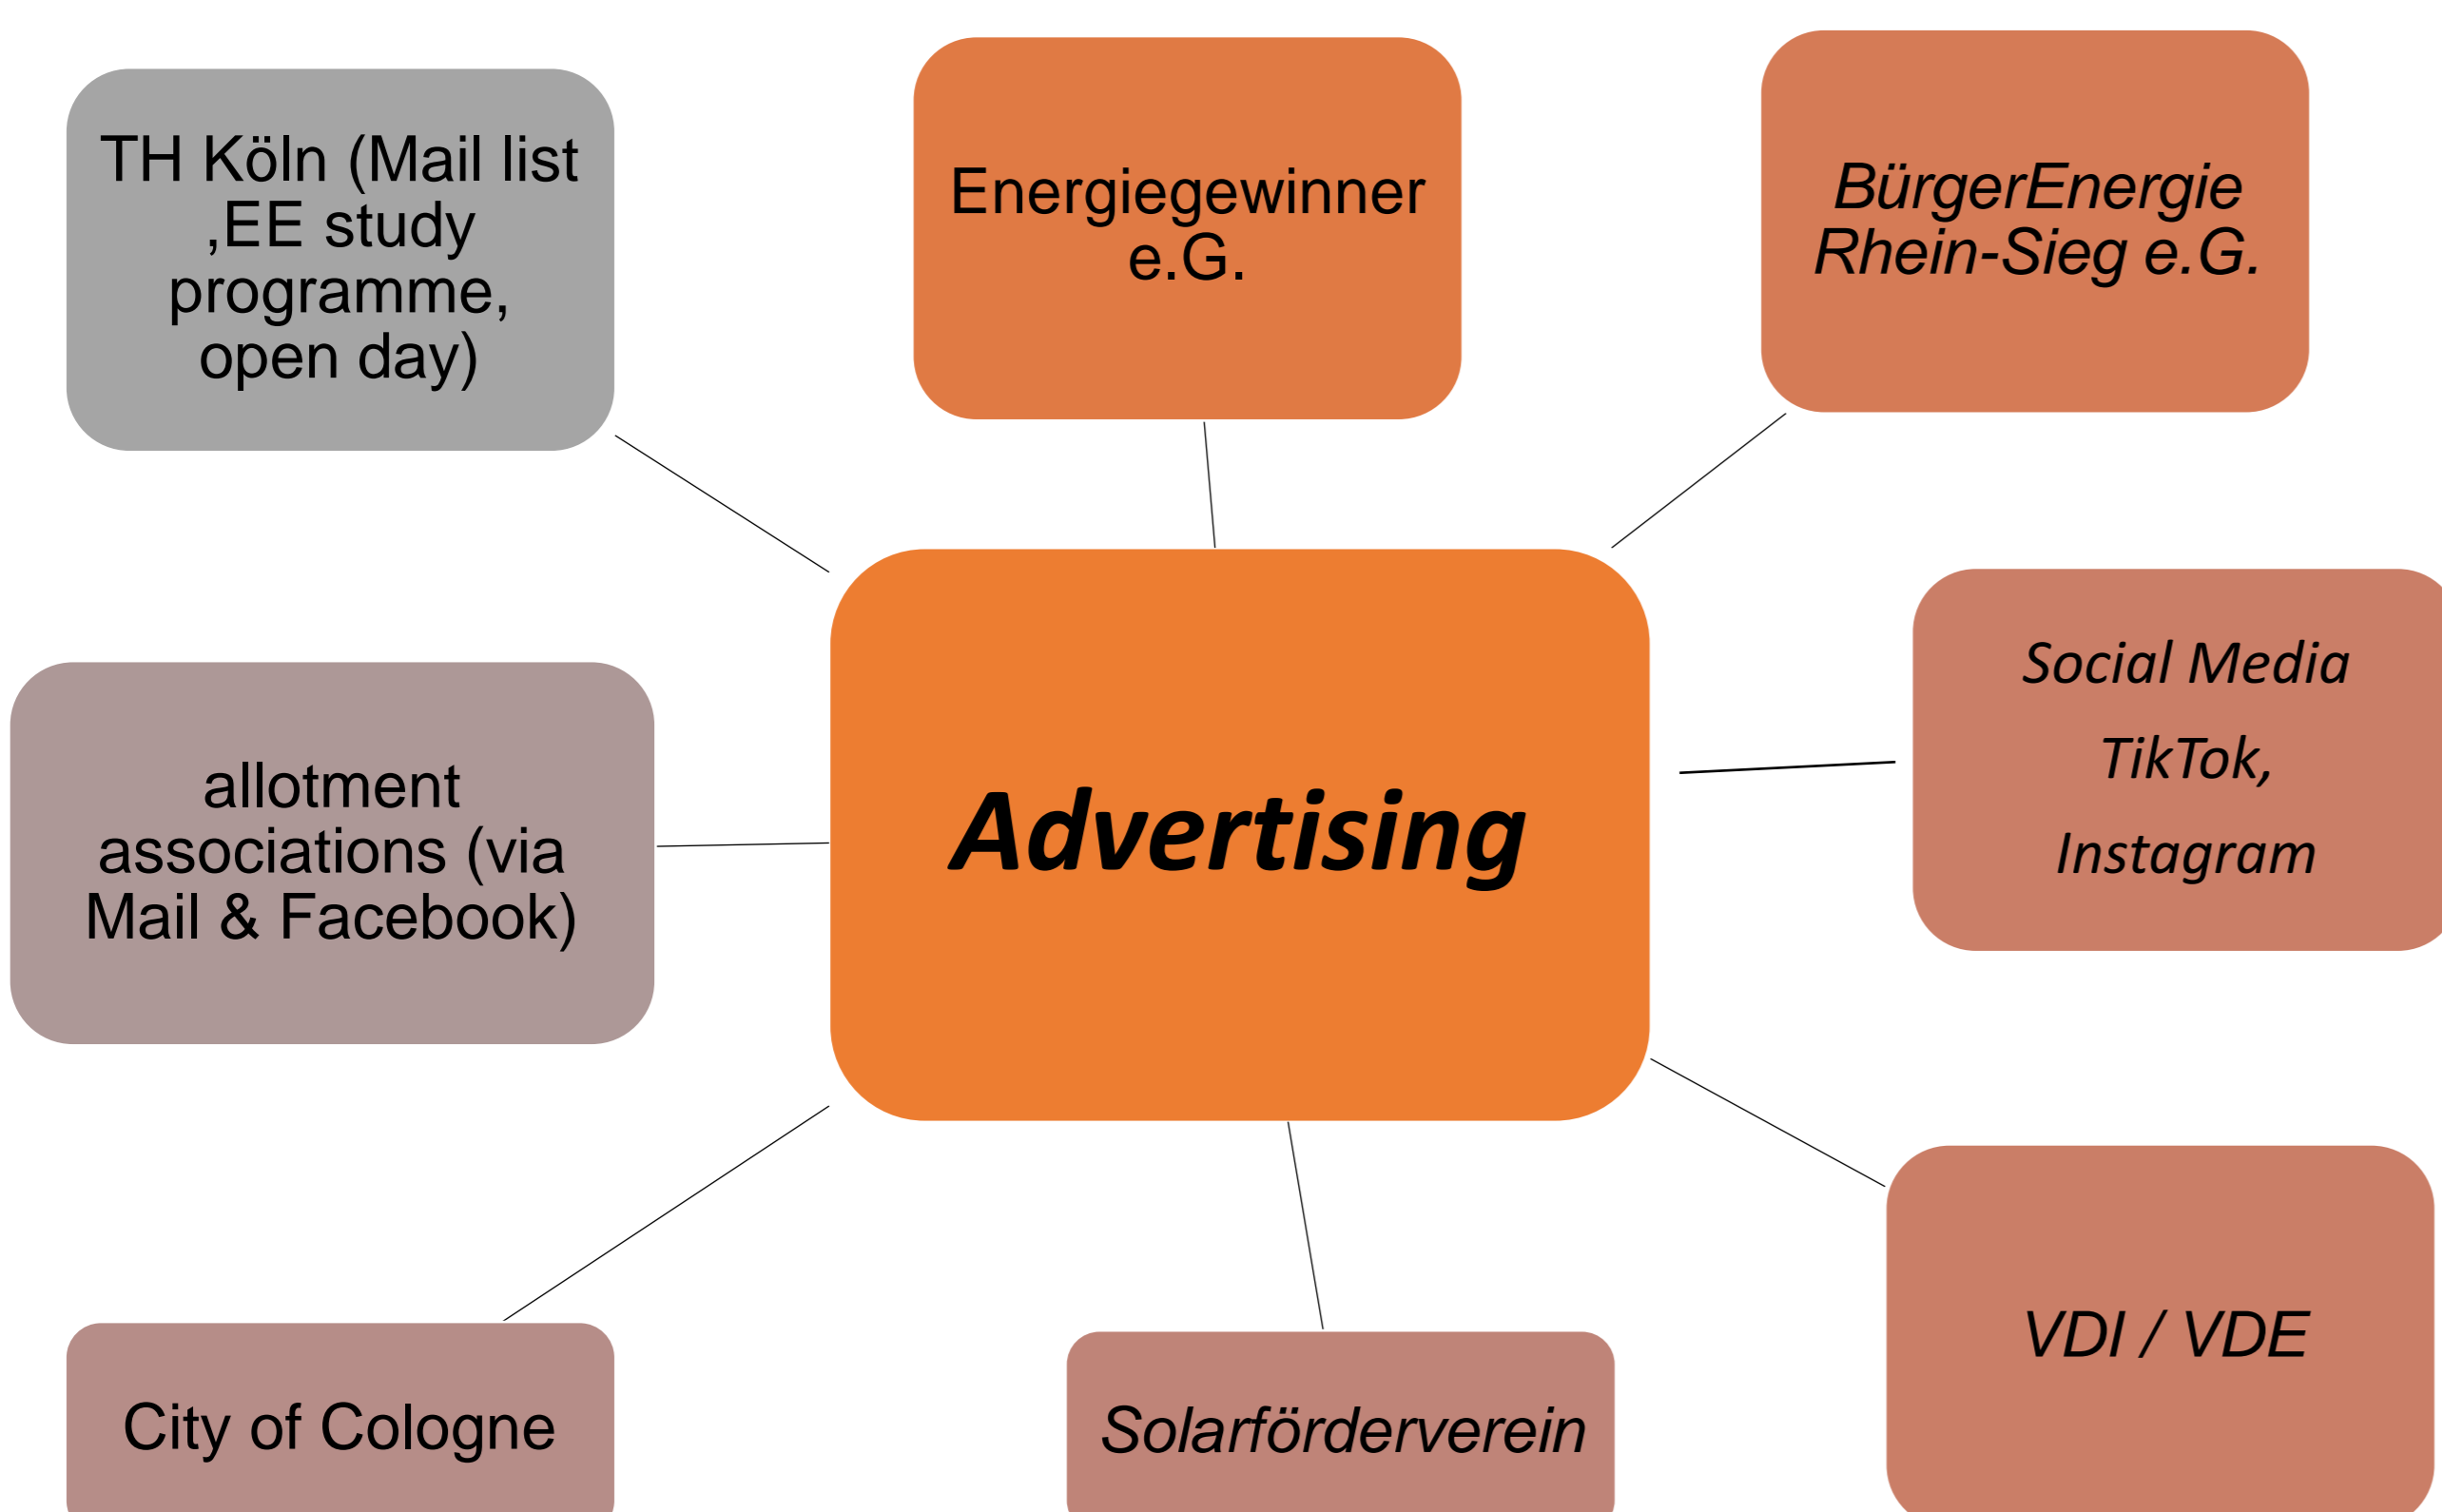 TH Köln (Mail list
,EE study
programme,
open day)
Energiegewinner
e.G.
BürgerEnergie
Rhein-Sieg e.G.
Social Media
TikTok,
Instagram
allotment
associations (via
Mail & Facebook)
Advertising
VDI / VDE
City of Cologne
Solarförderverein